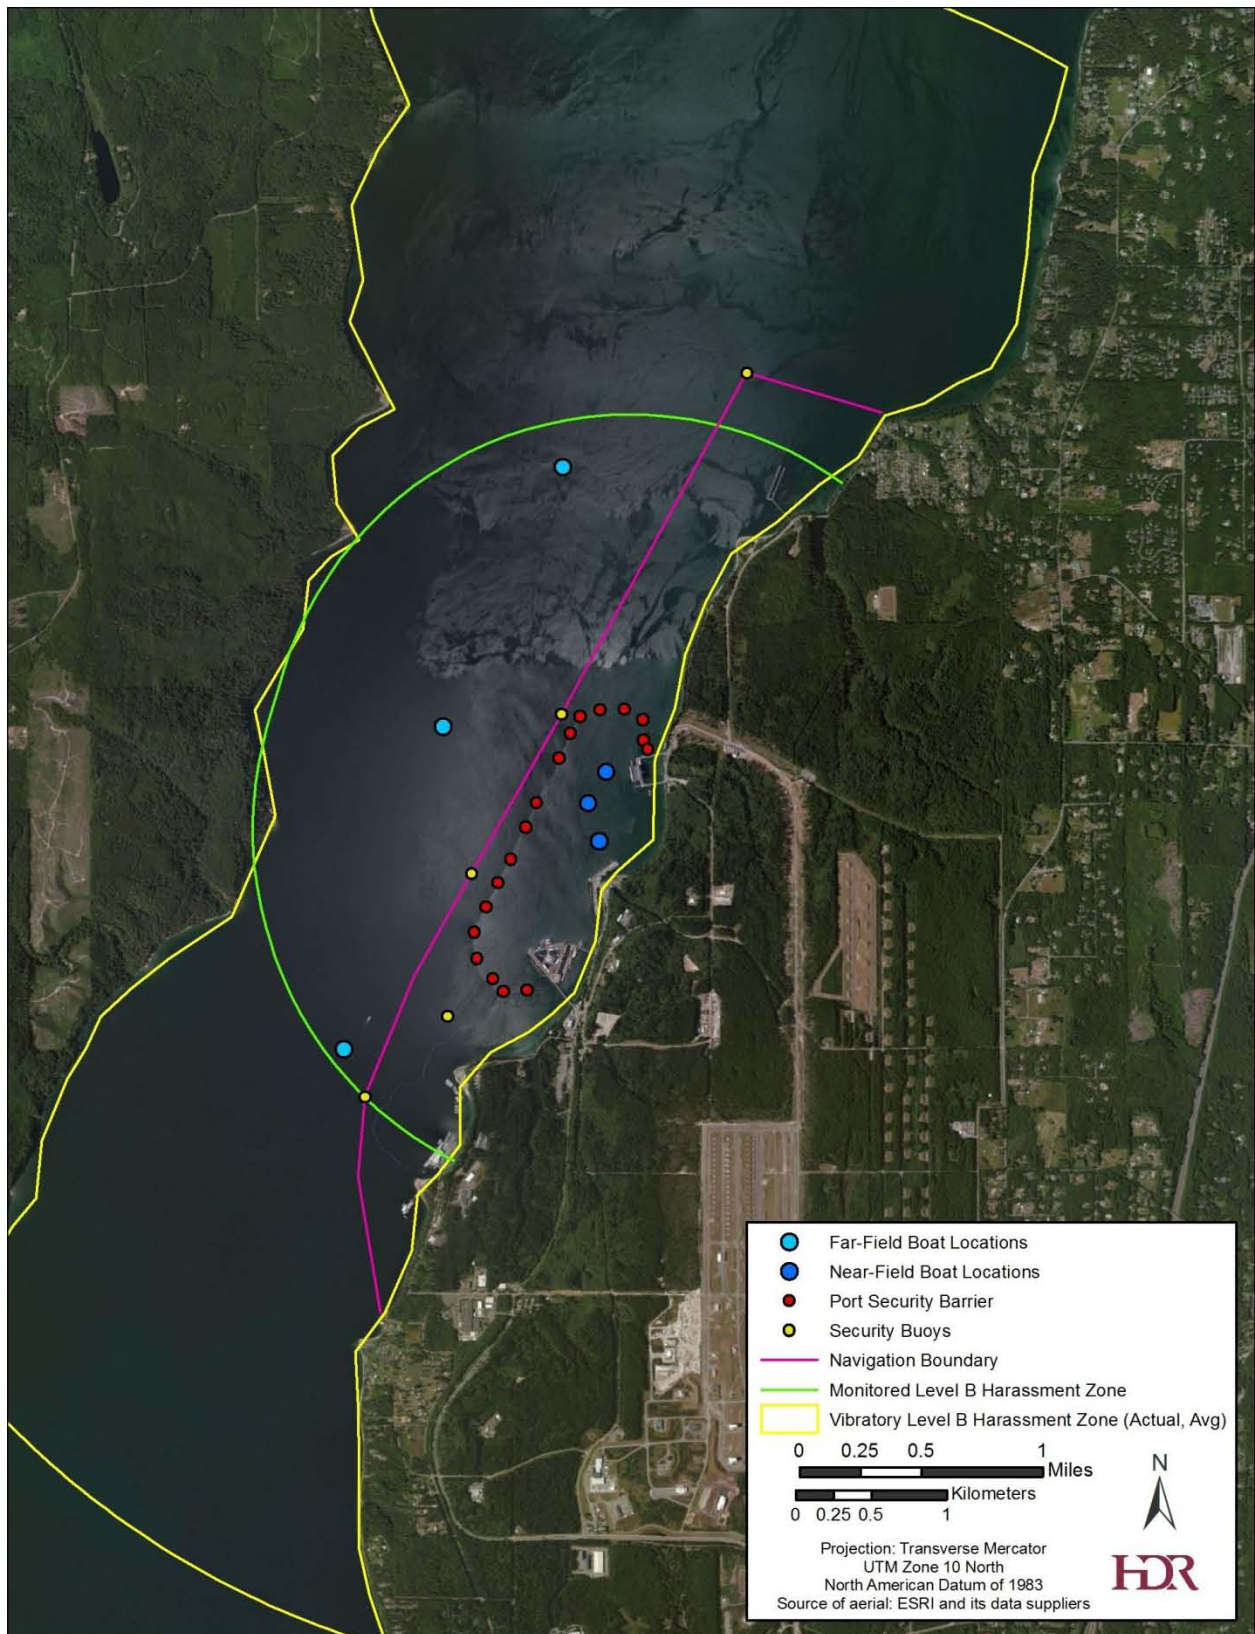 Far-Field Boat Locations
Near-Field Boat Locations
Port Security Barrier
Security Buoys
Navigation Boundary
Monitored Level B Harassment Zone
Vibratory Level B Harassment Zone (Actual, Avg)
0 0.25 0.5 1
Miles
Kilometers
0 0.25 0.5 1
N
Projection: Transverse Mercator
UTM Zone 10 North
North American Datum of 1983
Source of aerial: ESRI and its data suppliers
HDR